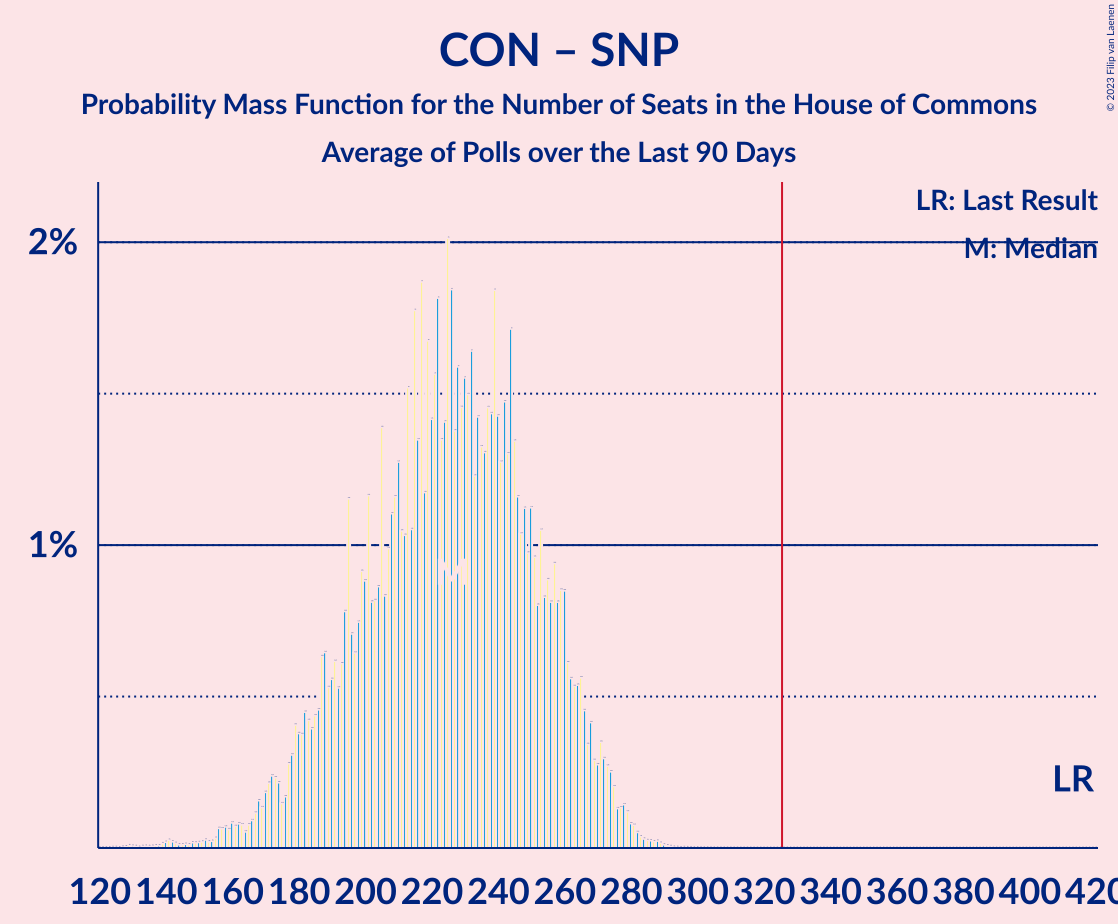 CON – SNP
Probability Mass Function for the Number of Seats in the House of Commons
Average of Polls over the Last 90 Days
© 2023 Filip van Laenen
LR: Last Result
M: Median
2%
1%
LR
120 140 160 180 200 220 240 260 280 300 320 340 360 380 400 420